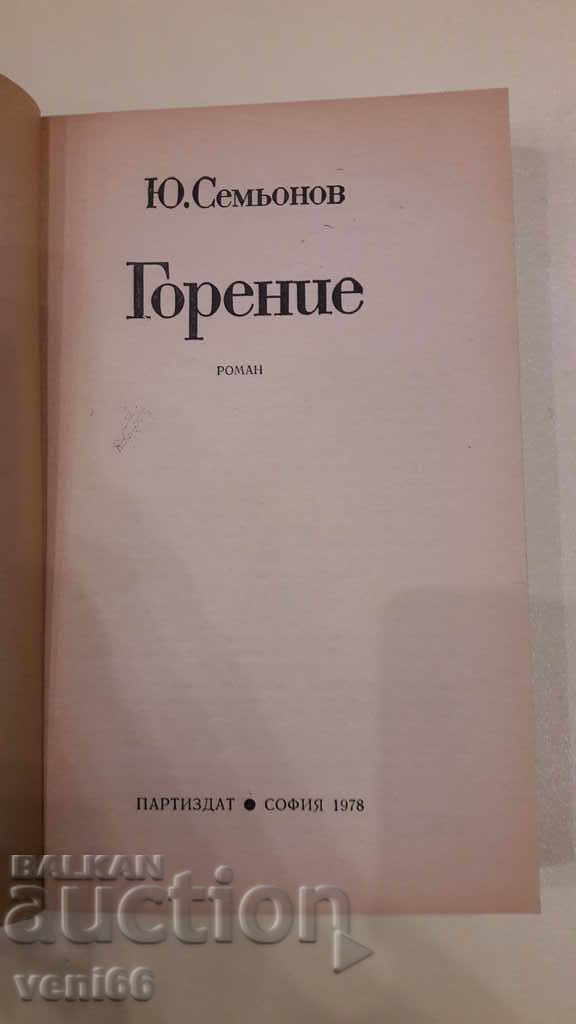 Ю. Семьонов
Горение
РОМАН
ПАРТИЗДАТ ● СОФИЯ 1978
BALKAN
auction
veni66